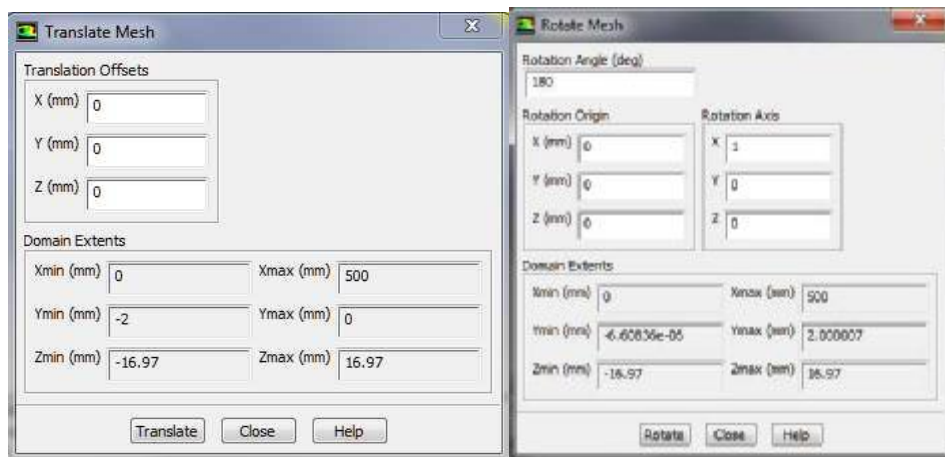 Translate Mesh
Translation Offsets
X (mm) 0
Y (mm) 0
Z (mm) 0
Domain Extents
Xmin (mm) 0 Xmax (mm) 500
Ymin (mm) -2 Ymax (mm) 0
Zmin (mm) -16.97 Zmax (mm) 16.97
Translate Close Help
Rotate Mesh
Rotation Angle (deg)
180
Rotation Origin Rotation Axis
X (mm) 0 X 1
Y (mm) 0 Y 0
Z (mm) 0 Z 0
Domain Extents
Xmin (mm) 0 Xmax (mm) 500
Ymin (mm) -6.60836e-06 Ymax (mm) 2.000007
Zmin (mm) -16.97 Zmax (mm) 16.97
Rotate Close Help